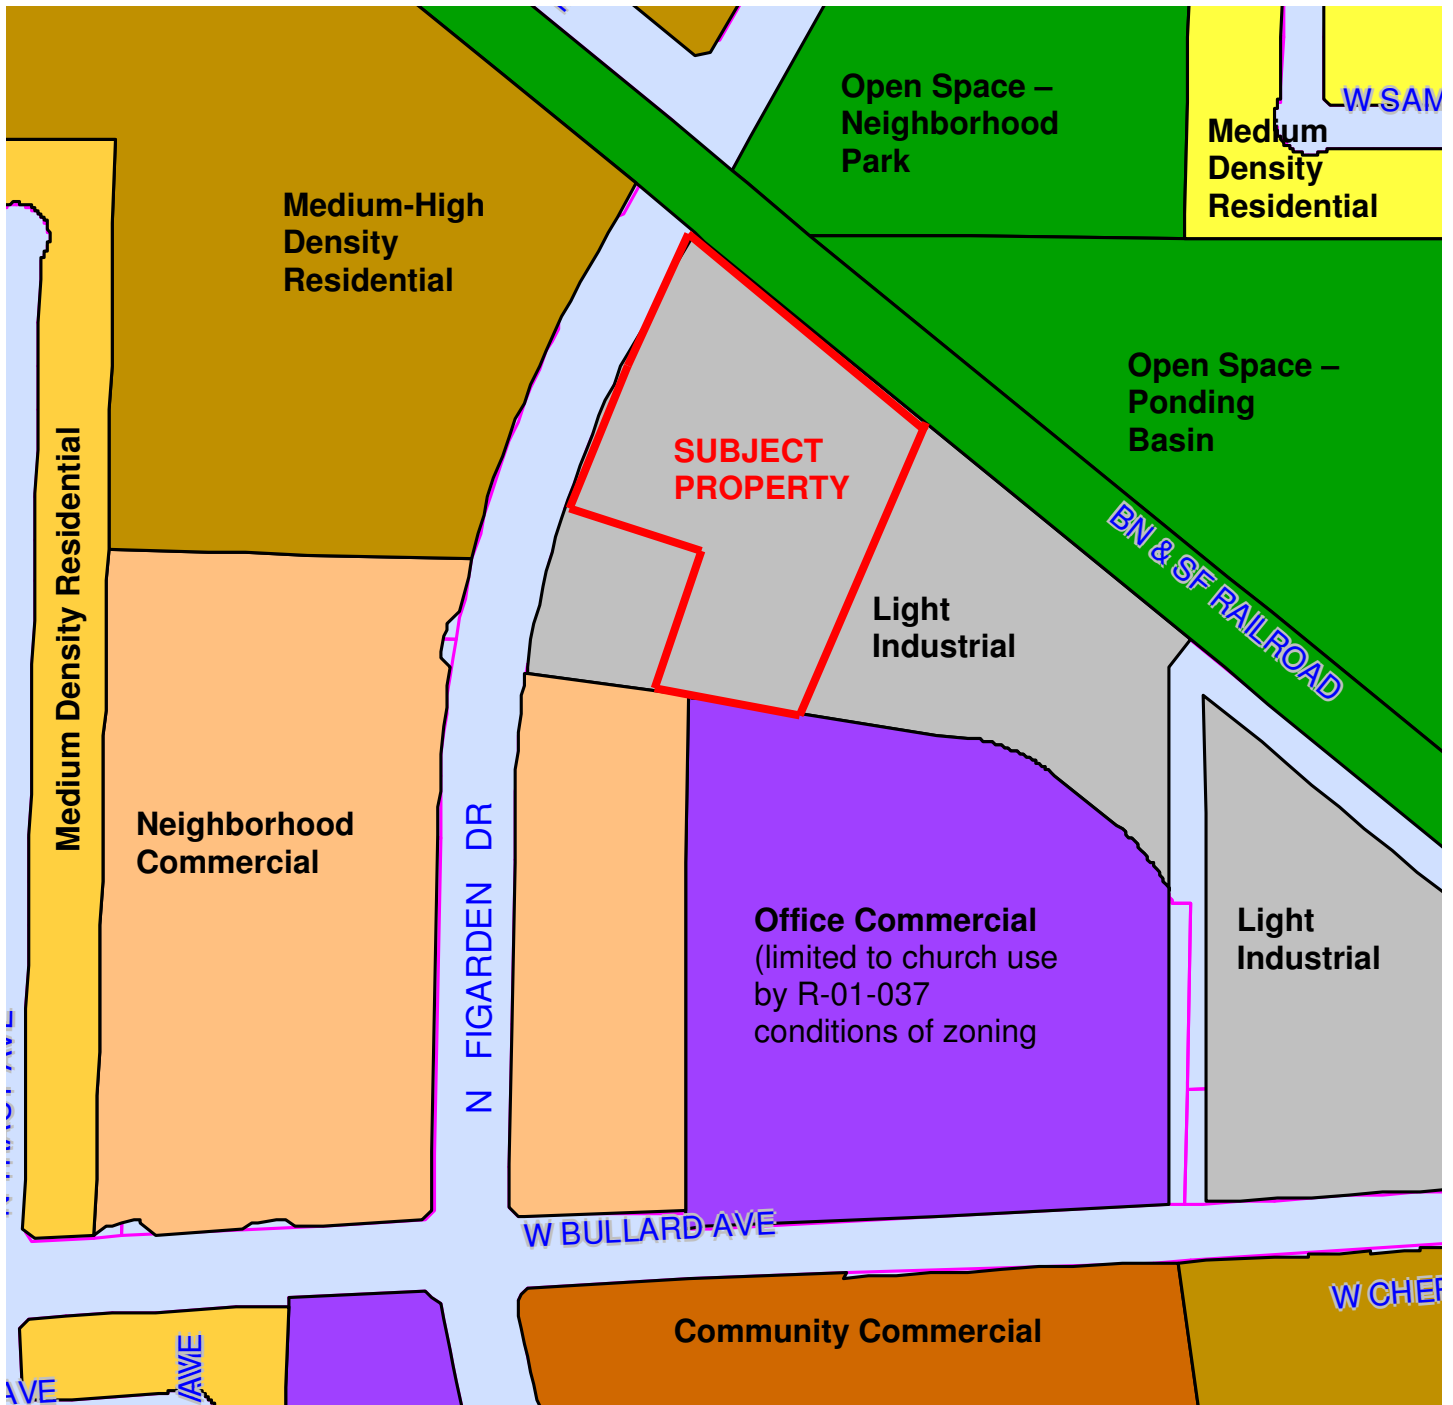 Open Space –
Neighborhood
Park
W SAM
Medium
Density
Residential
Medium-High
Density
Residential
Open Space –
Ponding
Basin
SUBJECT
PROPERTY
BN & SF RAILROAD
Light
Industrial
Medium Density Residential
Neighborhood
Commercial
N FIGARDEN DR
Office Commercial
(limited to church use
by R-01-037
conditions of zoning
Light
Industrial
W BULLARD AVE
W CHER
Community Commercial
AVE
AVE